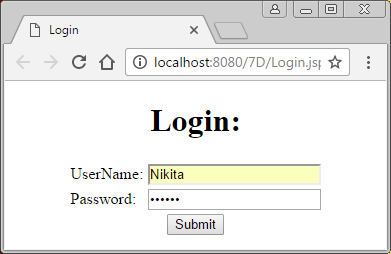 Login
localhost:8080/7D/Login.jsp
Login:
UserName: Nikita
Password: ••••••
Submit